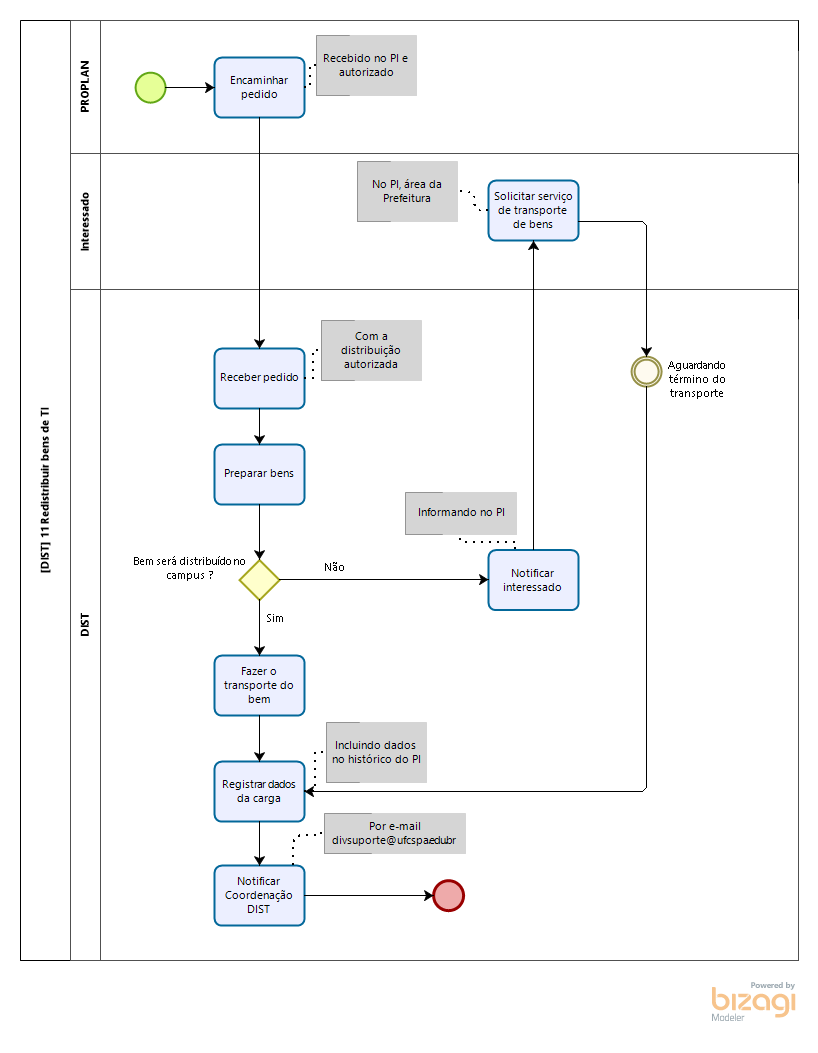 [DIST] 11 Redistribuir bens de TI
PROPLAN
Encaminhar
pedido
Recebido no PI e
autorizado
Interessado
No PI, área da
Prefeitura
Solicitar serviço
de transporte
de bens
DIST
Receber pedido
Com a
distribuição
autorizada
Aguardando
término do
transporte
Preparar bens
Informando no PI
Bem será distribuído no
campus ?
Não
Notificar
interessado
Sim
Fazer o
transporte do
bem
Incluindo dados
no histórico do PI
Registrar dados
da carga
Por e-mail
divsuporte@ufcspa.edu.br
Notificar
Coordenação
DIST
Powered by
bizagi
Modeler